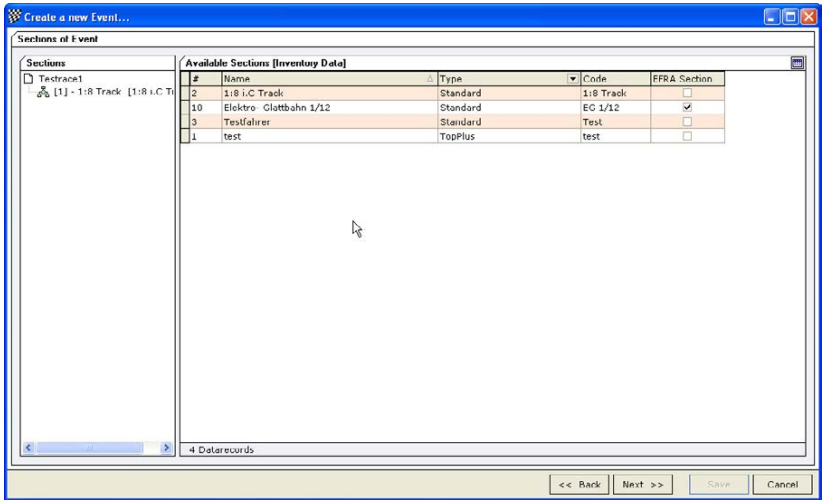 Create a new Event...
Sections of Event
Sections
Testrace1
[1] - 1:8 Track [1:8 i.C Tr
Available Sections [Inventory Data]
# Name Type Code EFRA Section
2 1:8 i.C Track Standard 1:8 Track
10 Elektro- Glattbahn 1/12 Standard EG 1/12
3 Testfahrer Standard Test
1 test TopPlus test
4 Datarecords
<< Back Next >> Save Cancel